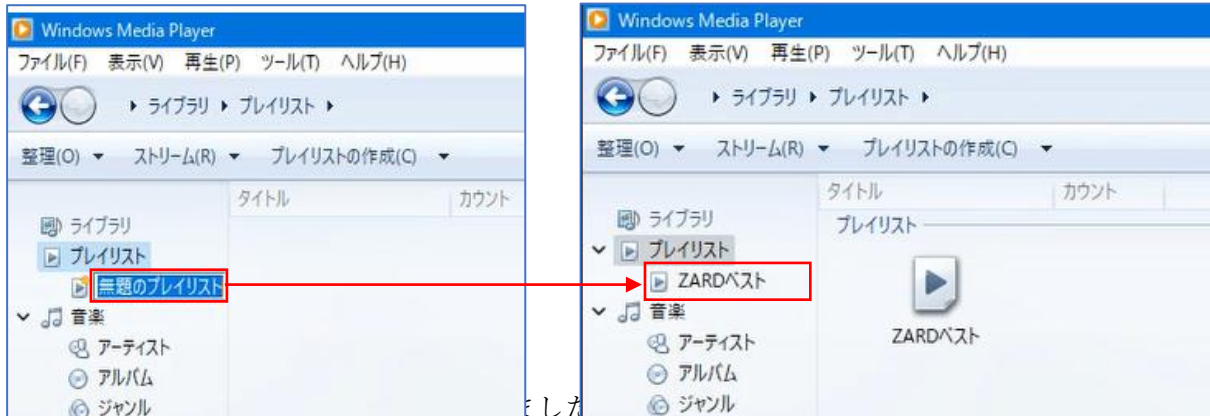 Windows Media Player
ファイル(F) 表示(V) 再生(P) ツール(T) ヘルプ(H)
ライブラリ プレイリスト
整理(O) ストリーム(R) プレイリストの作成(C)
タイトル カウント
ライブラリ
プレイリスト
無題のプレイリスト
音楽
アーティスト
アルバム
ジャンル
Windows Media Player
ファイル(F) 表示(V) 再生(P) ツール(T) ヘルプ(H)
ライブラリ プレイリスト
整理(O) ストリーム(R) プレイリストの作成(C)
タイトル カウント
ライブラリ
プレイリスト
プレイリスト
ZARDベスト
ZARDベスト
音楽
アーティスト
アルバム
ジャンル
ました